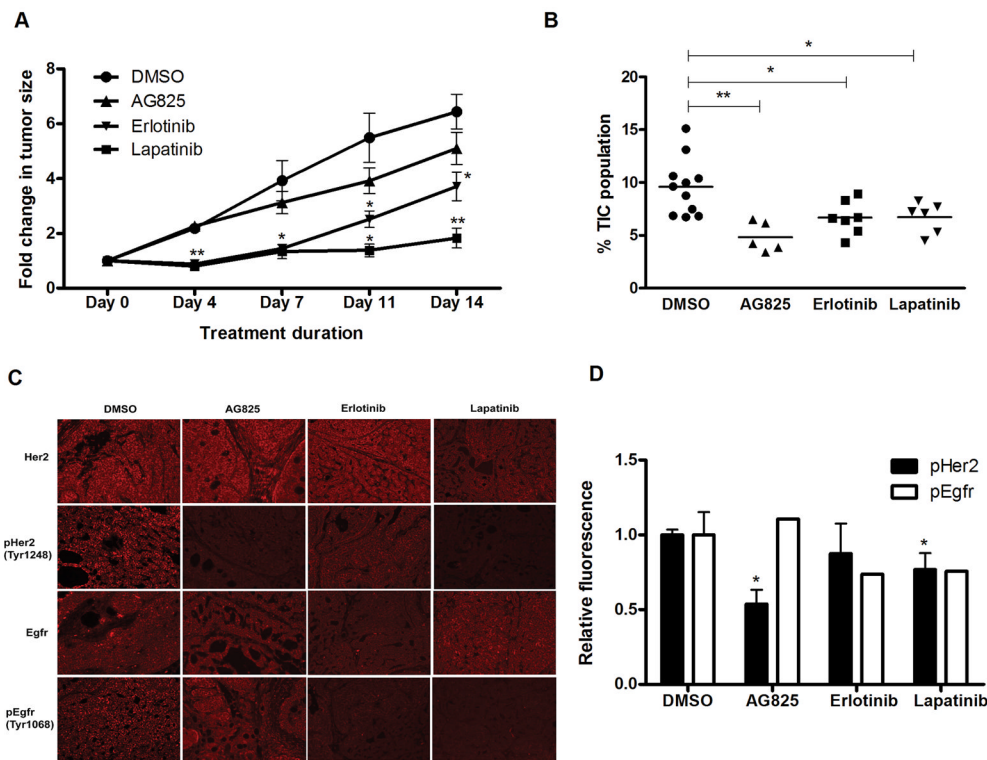 A
Fold change in tumor size
8
6
4
2
0
DMSO
AG825
Erlotinib
Lapatinib
**
*
*
*
*
**
Day 0 Day 4 Day 7 Day 11 Day 14
Treatment duration
B
% TIC population
20
15
10
5
0
*
*
**
DMSO AG825 Erlotinib Lapatinib
C
DMSO AG825 Erlotinib Lapatinib
Her2
pHer2
(Tyr1248)
Egfr
pEgfr
(Tyr1068)
D
Relative fluorescence
1.5
1.0
0.5
0.0
pHer2
pEgfr
*
*
DMSO AG825 Erlotinib Lapatinib